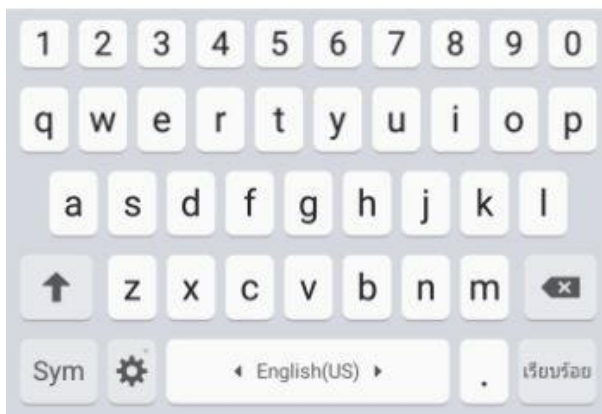 1 2 3 4 5 6 7 8 9 0
q w e r t y u i o p
a s d f g h j k l
z x c v b n m
Sym English(US) . เรียบร้อย